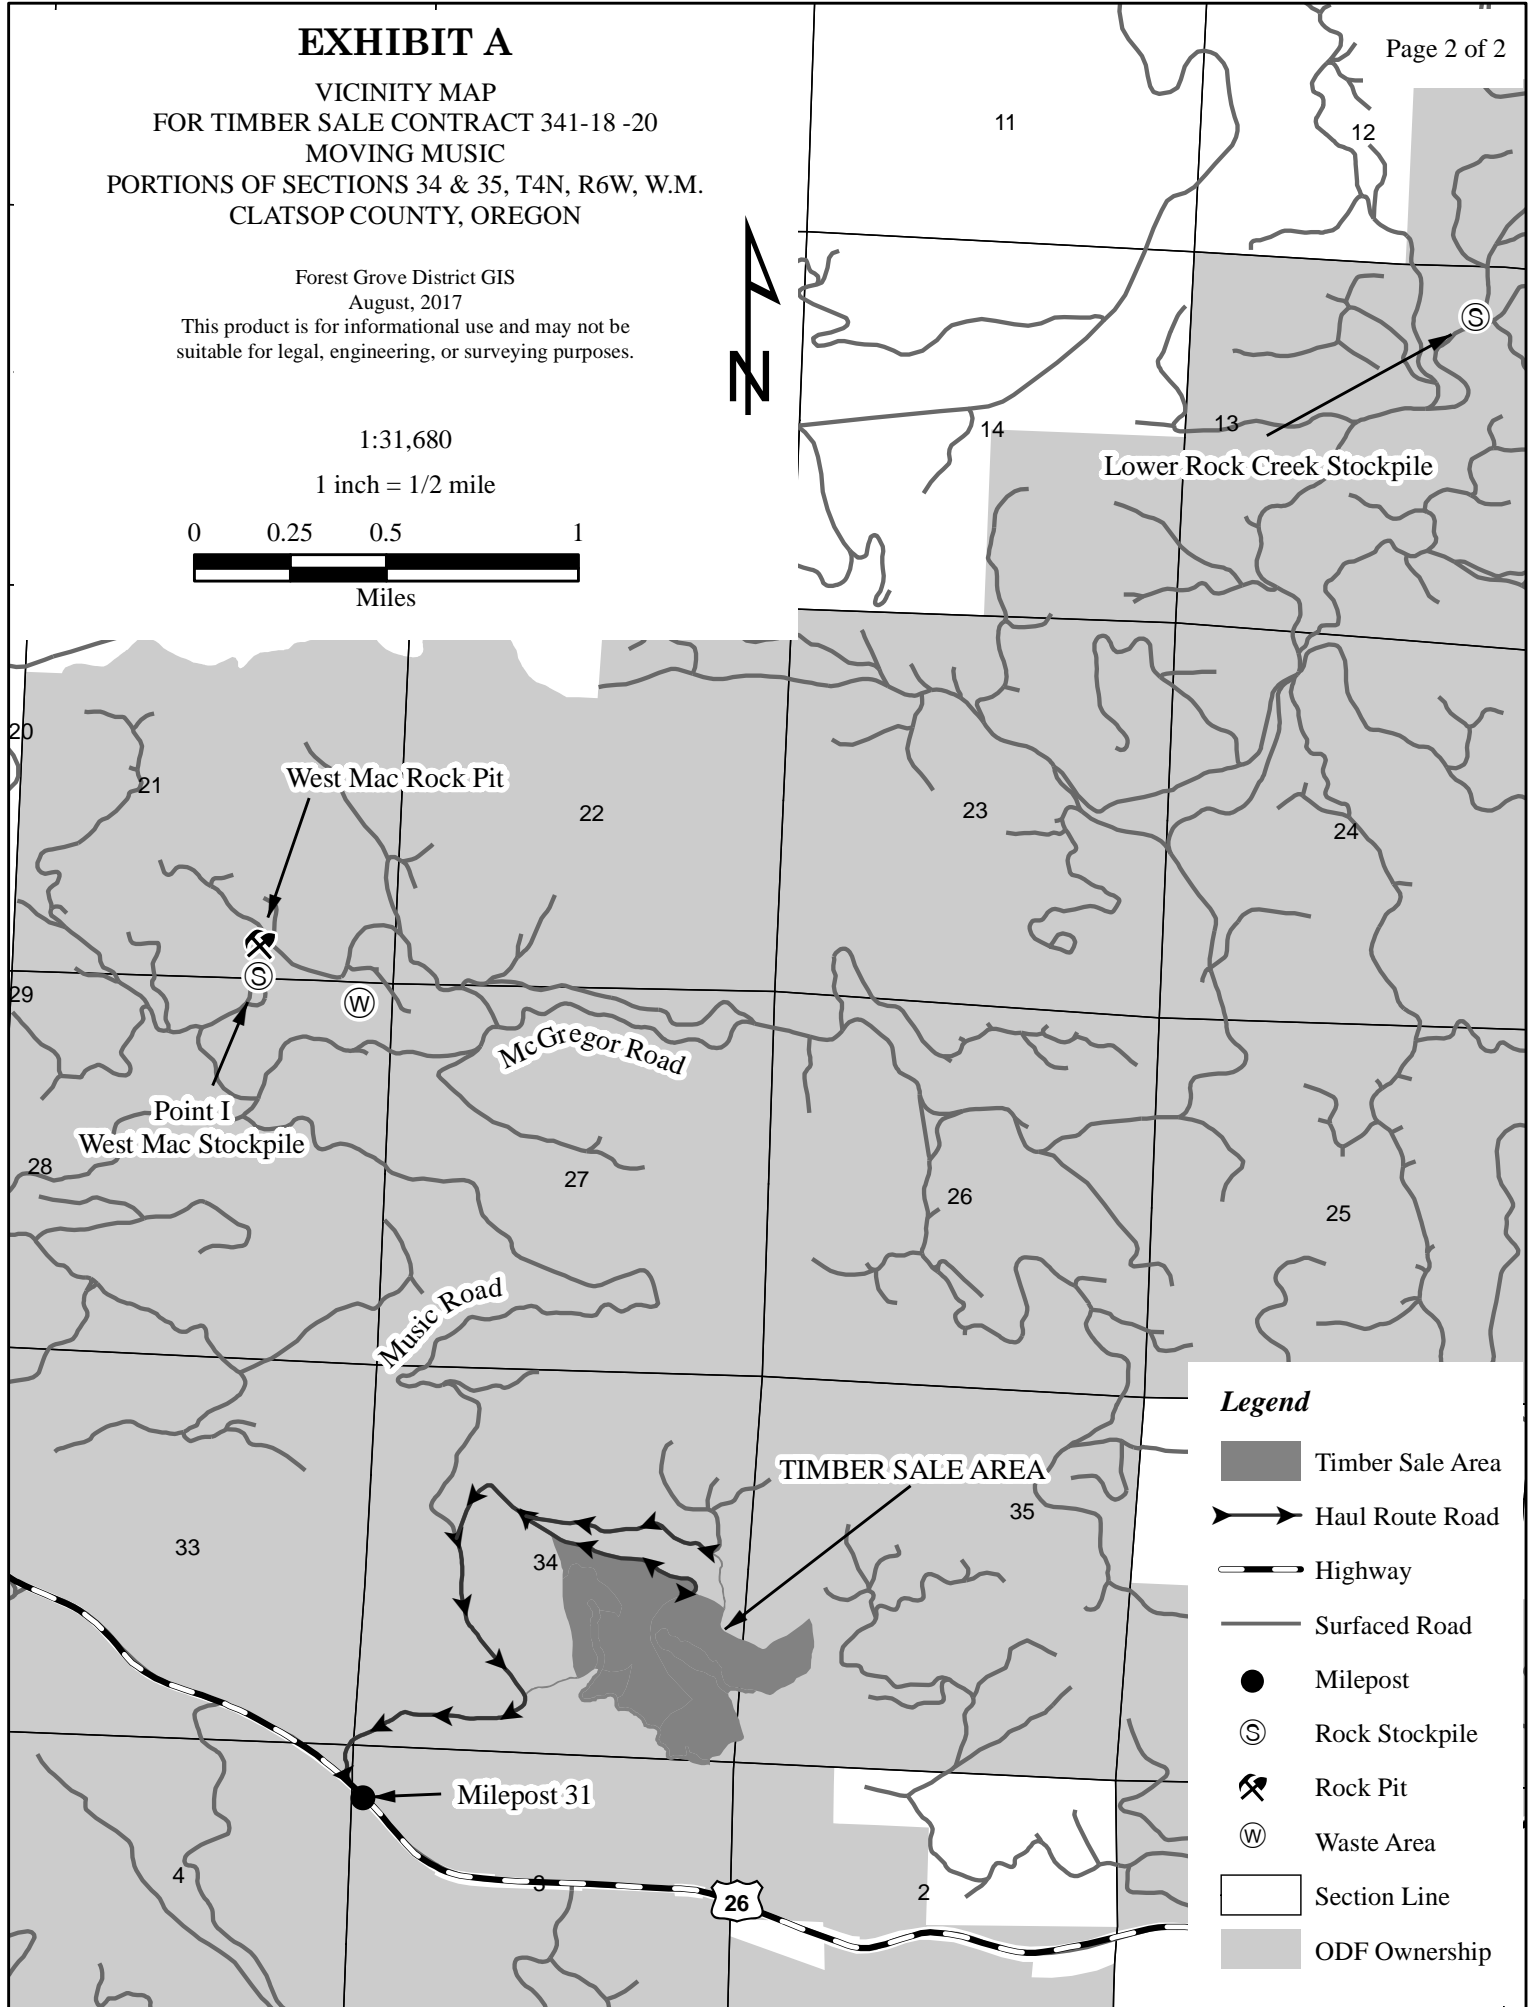 EXHIBIT A
Page 2 of 2
VICINITY MAP
FOR TIMBER SALE CONTRACT 341-18 -20
MOVING MUSIC
PORTIONS OF SECTIONS 34 & 35, T4N, R6W, W.M.
CLATSOP COUNTY, OREGON
Forest Grove District GIS
August, 2017
This product is for informational use and may not be
suitable for legal, engineering, or surveying purposes.
N
1:31,680
1 inch = 1/2 mile
0 0.25 0.5 1
Miles
11
12
S
13
14
Lower Rock Creek Stockpile
20
21
West Mac Rock Pit
22
23
24
S
29
W
McGregor Road
Point I
West Mac Stockpile
28
27
26
25
Music Road
TIMBER SALE AREA
35
33
34
Milepost 31
4
3
26
2
Legend
Timber Sale Area
Haul Route Road
Highway
Surfaced Road
Milepost
S Rock Stockpile
Rock Pit
W Waste Area
Section Line
ODF Ownership